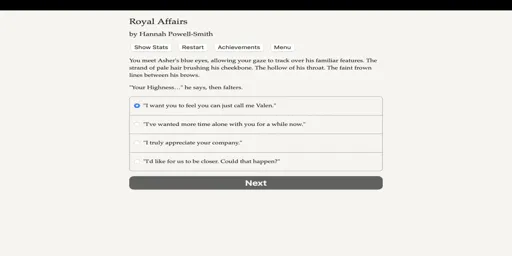 Royal Affairs
by Hannah Powell-Smith
Show Stats Restart Achievements Menu
You meet Asher's blue eyes, allowing your gaze to track over his familiar features. The
strand of pale hair brushing his cheekbone. The hollow of his throat. The faint frown
lines between his brows.
"Your Highness…" he says, then falters.
"I want you to feel you can just call me Valen."
"I've wanted more time alone with you for a while now."
"I truly appreciate your company."
"I'd like for us to be closer. Could that happen?"
Next